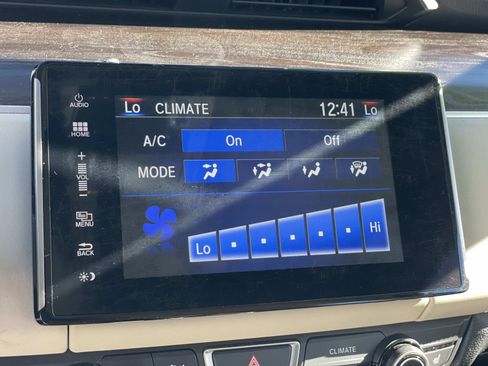 AUDIO
HOME
+
VOL
−
MENU
BACK
Lo CLIMATE 12:41 Lo
A/C On Off
MODE
Lo Hi
CLIMATE